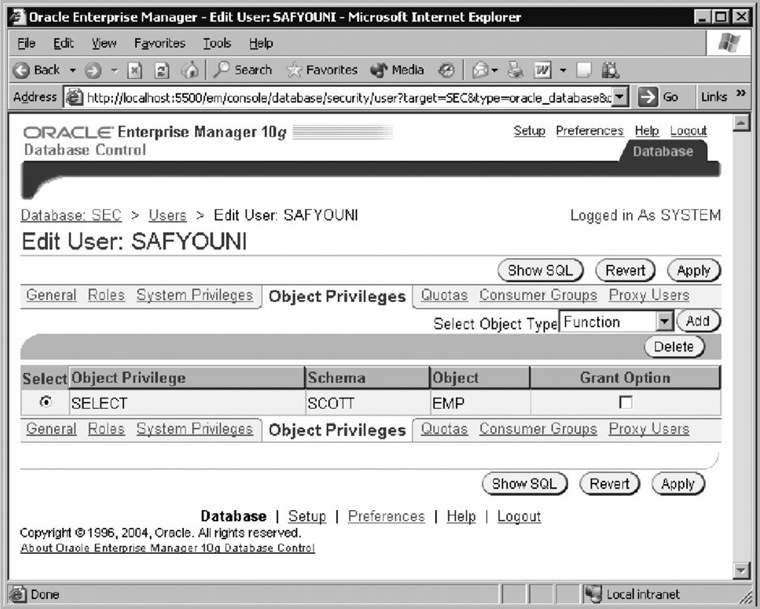 Oracle Enterprise Manager - Edit User: SAFYOUNI - Microsoft Internet Explorer
File Edit View Favorites Tools Help
Back Search Favorites Media
Address http://localhost:5500/em/console/database/security/user?target=SEC&type=oracle_database&c Go Links »
ORACLE Enterprise Manager 10g
Database Control
Setup Preferences Help Logout
Database
Database: SEC > Users > Edit User: SAFYOUNI Logged in As SYSTEM
Edit User: SAFYOUNI
Show SQL Revert Apply
General Roles System Privileges Object Privileges Quotas Consumer Groups Proxy Users
Select Object Type Function Add
Delete
Select Object Privilege Schema Object Grant Option
SELECT SCOTT EMP
General Roles System Privileges Object Privileges Quotas Consumer Groups Proxy Users
Show SQL Revert Apply
Database | Setup | Preferences | Help | Logout
Copyright © 1996, 2004, Oracle. All rights reserved.
About Oracle Enterprise Manager 10g Database Control
Done Local intranet